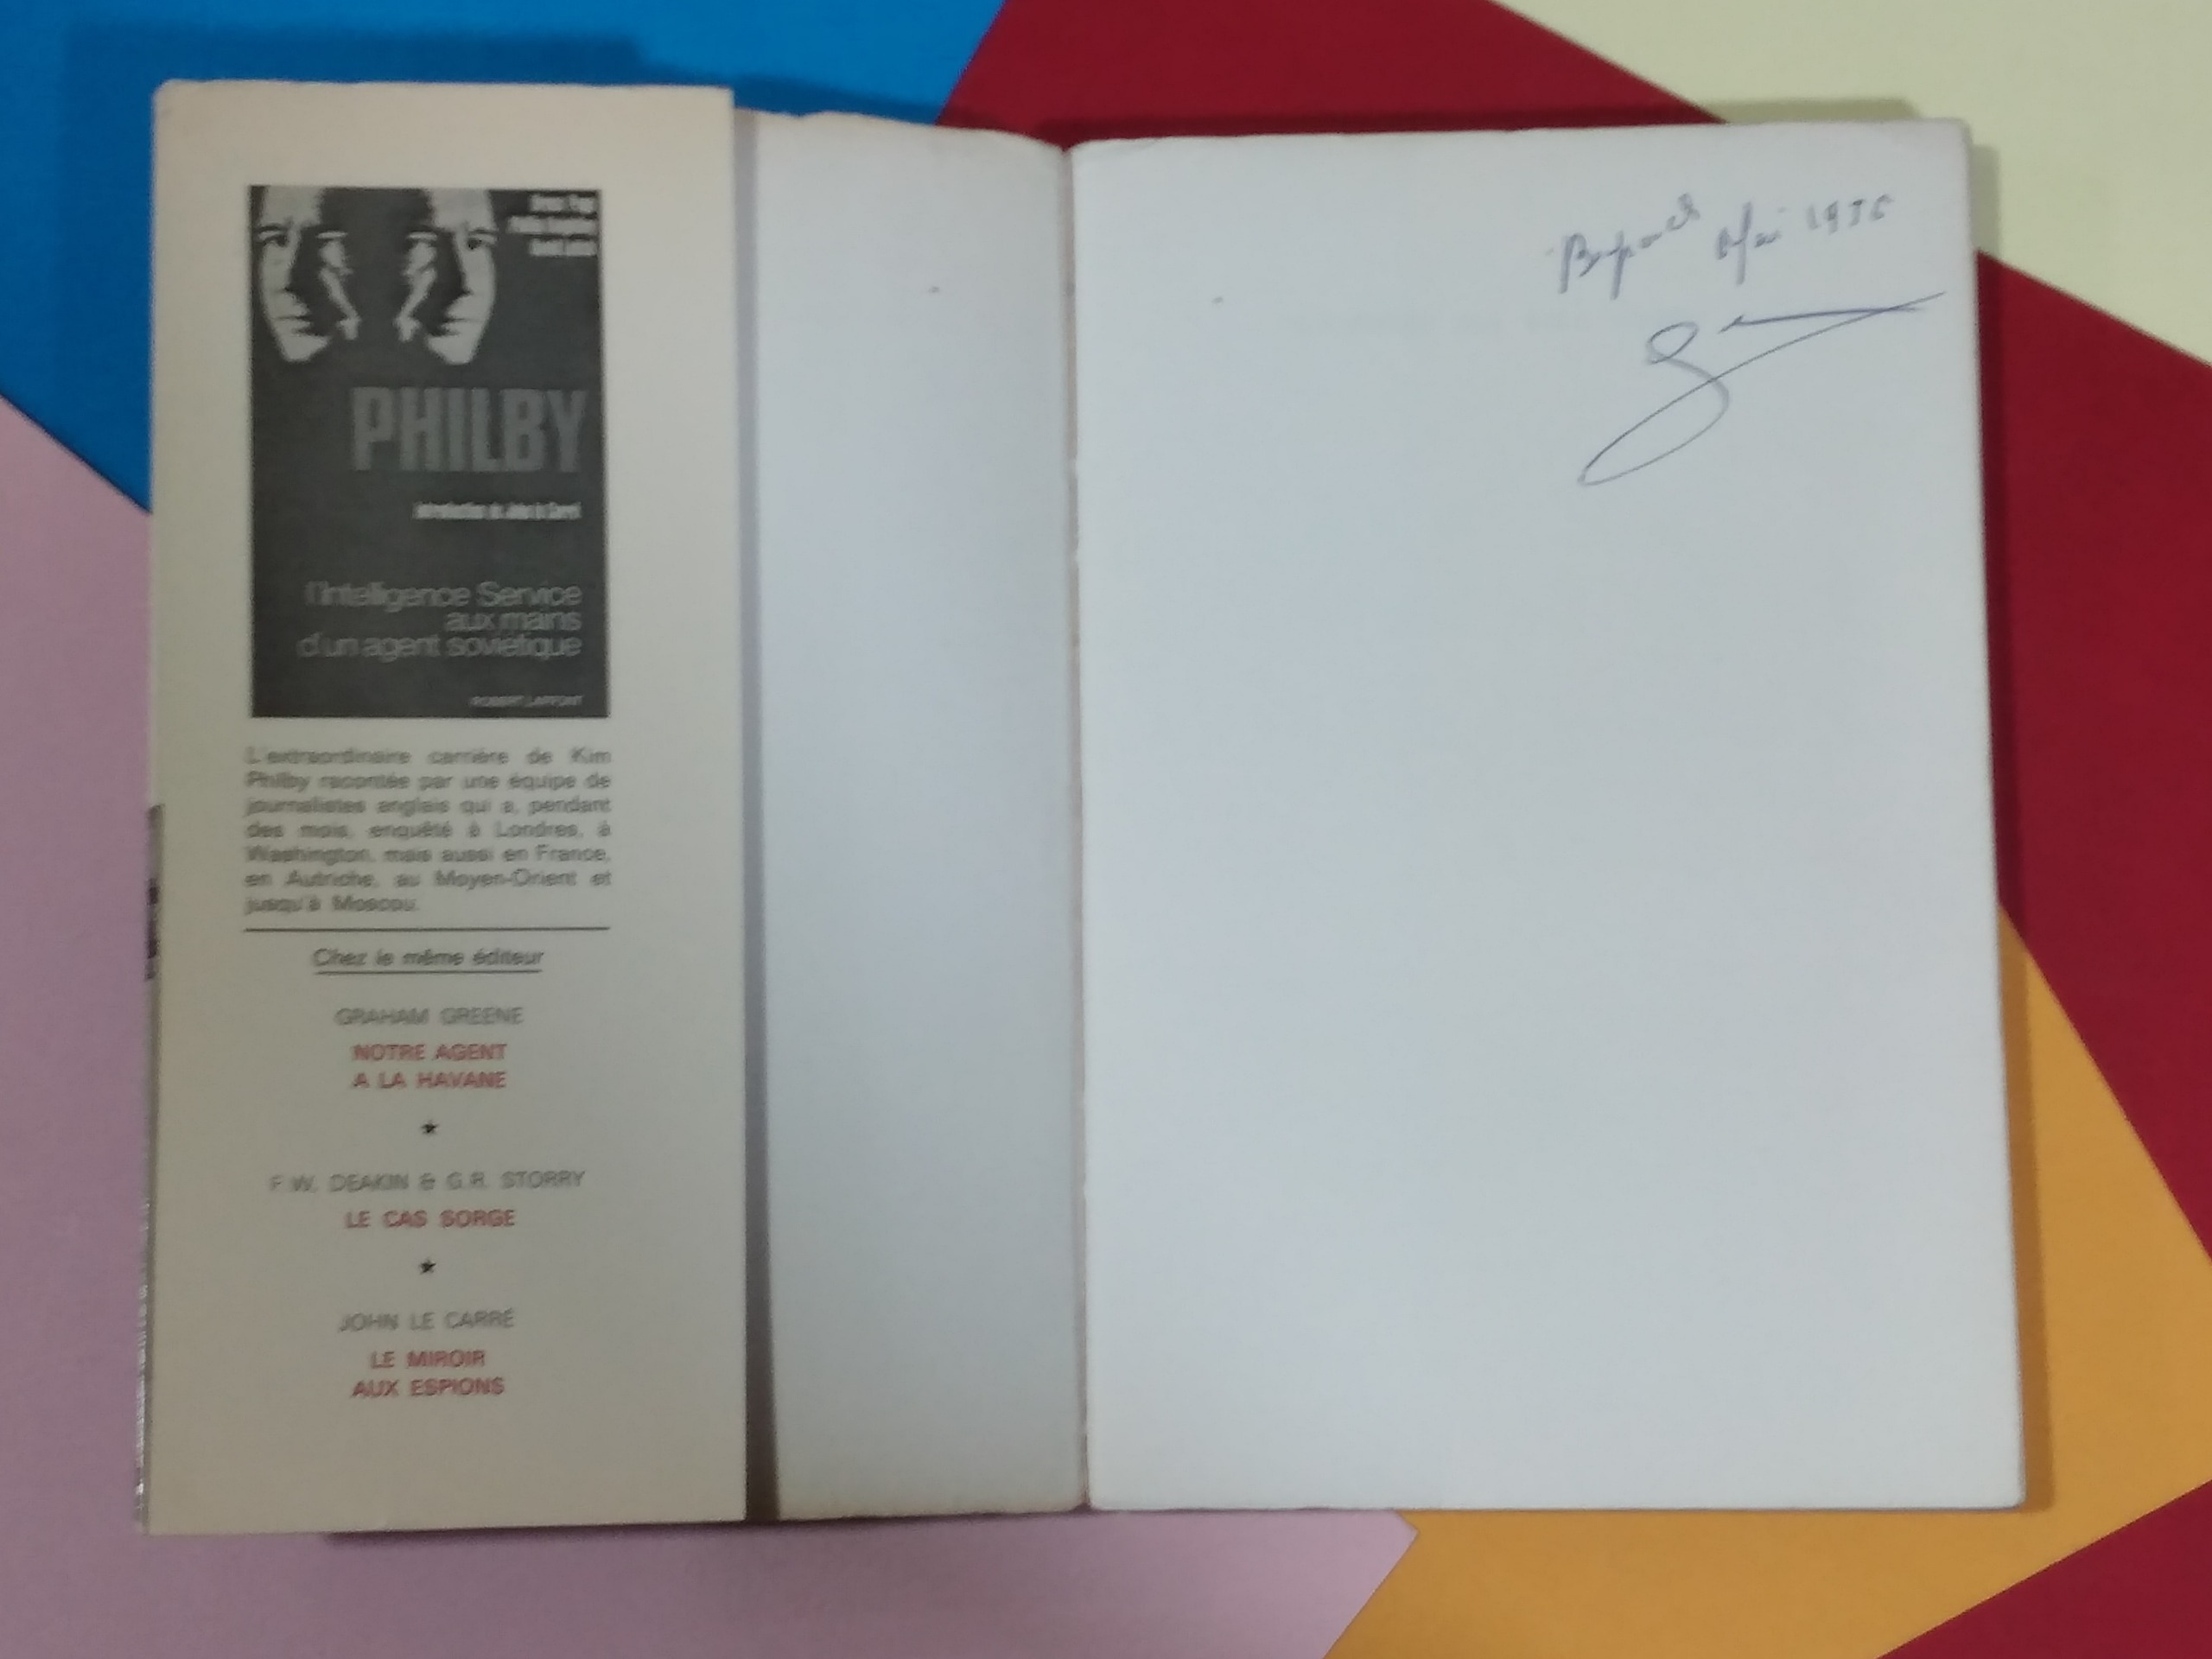 PHILBY
l'Intelligence Service
aux mains
d'un agent soviétique
ROBERT LAFFONT
L'extraordinaire carrière de Kim
Philby racontée par une équipe de
journalistes anglais qui a, pendant
des mois, enquêté à Londres, à
Washington, mais aussi en France,
en Autriche, au Moyen-Orient et
jusqu'à Moscou.
Chez le même éditeur
GRAHAM GREENE
NOTRE AGENT
A LA HAVANE
★
F.W. DEAKIN & G.R. STORRY
LE CAS SORGE
★
JOHN LE CARRÉ
LE MIROIR
AUX ESPIONS
Mai